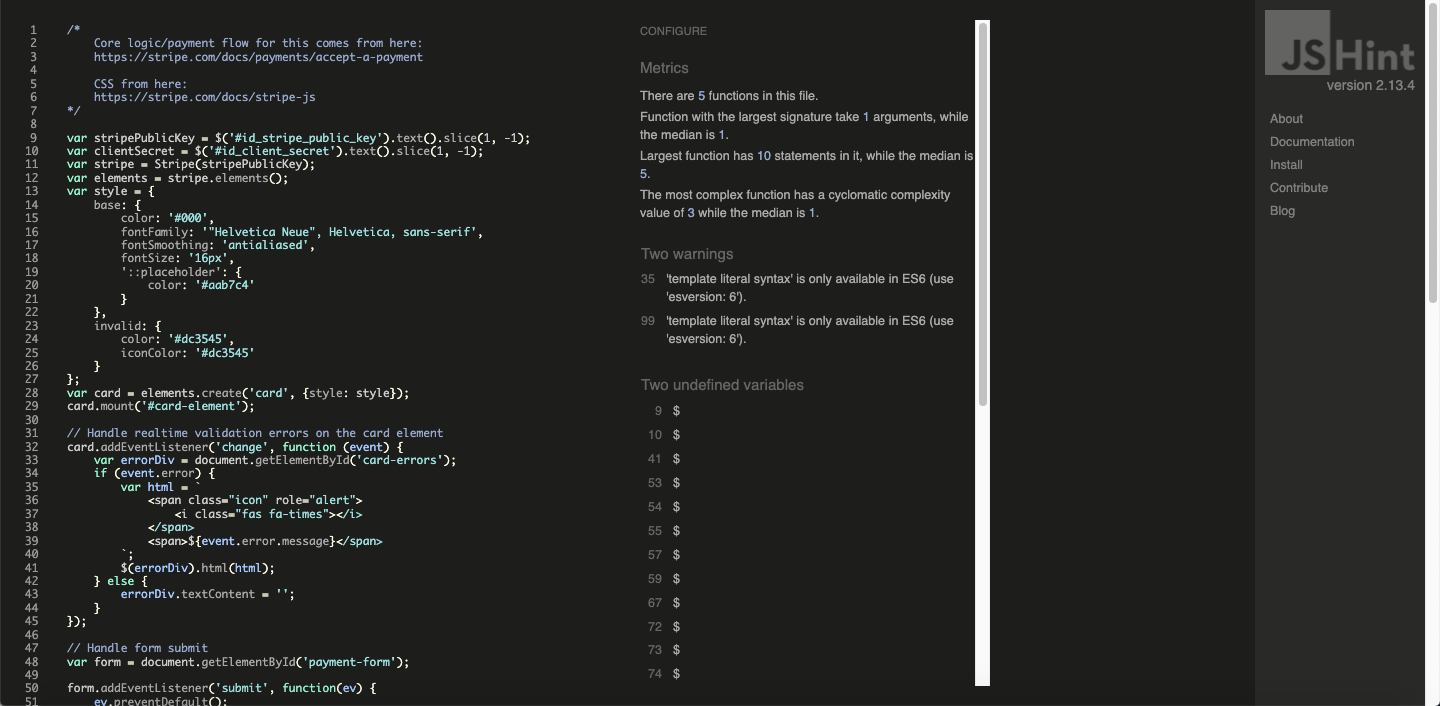 1 /*
2 Core logic/payment flow for this comes from here:
3 https://stripe.com/docs/payments/accept-a-payment
4
5 CSS from here:
6 https://stripe.com/docs/stripe-js
7 */
8
9 var stripePublicKey = $('#id_stripe_public_key').text().slice(1, -1);
10 var clientSecret = $('#id_client_secret').text().slice(1, -1);
11 var stripe = Stripe(stripePublicKey);
12 var elements = stripe.elements();
13 var style = {
14 base: {
15 color: '#000',
16 fontFamily: '"Helvetica Neue", Helvetica, sans-serif',
17 fontSmoothing: 'antialiased',
18 fontSize: '16px',
19 '::placeholder': {
20 color: '#aab7c4'
21 }
22 },
23 invalid: {
24 color: '#dc3545',
25 iconColor: '#dc3545'
26 }
27 };
28 var card = elements.create('card', {style: style});
29 card.mount('#card-element');
30
31 // Handle realtime validation errors on the card element
32 card.addEventListener('change', function (event) {
33 var errorDiv = document.getElementById('card-errors');
34 if (event.error) {
35 var html = `
36 <span class="icon" role="alert">
37 <i class="fas fa-times"></i>
38 </span>
39 <span>${event.error.message}</span>
40 `;
41 $(errorDiv).html(html);
42 } else {
43 errorDiv.textContent = '';
44 }
45 });
46
47 // Handle form submit
48 var form = document.getElementById('payment-form');
49
50 form.addEventListener('submit', function(ev) {
51 ev.preventDefault();
CONFIGURE
Metrics
There are 5 functions in this file.
Function with the largest signature take 1 arguments, while
the median is 1.
Largest function has 10 statements in it, while the median is
5.
The most complex function has a cyclomatic complexity
value of 3 while the median is 1.
Two warnings
35 'template literal syntax' is only available in ES6 (use
'esversion: 6').
99 'template literal syntax' is only available in ES6 (use
'esversion: 6').
Two undefined variables
9 $
10 $
41 $
53 $
54 $
55 $
57 $
59 $
67 $
72 $
73 $
74 $
JSHint
version 2.13.4
About
Documentation
Install
Contribute
Blog